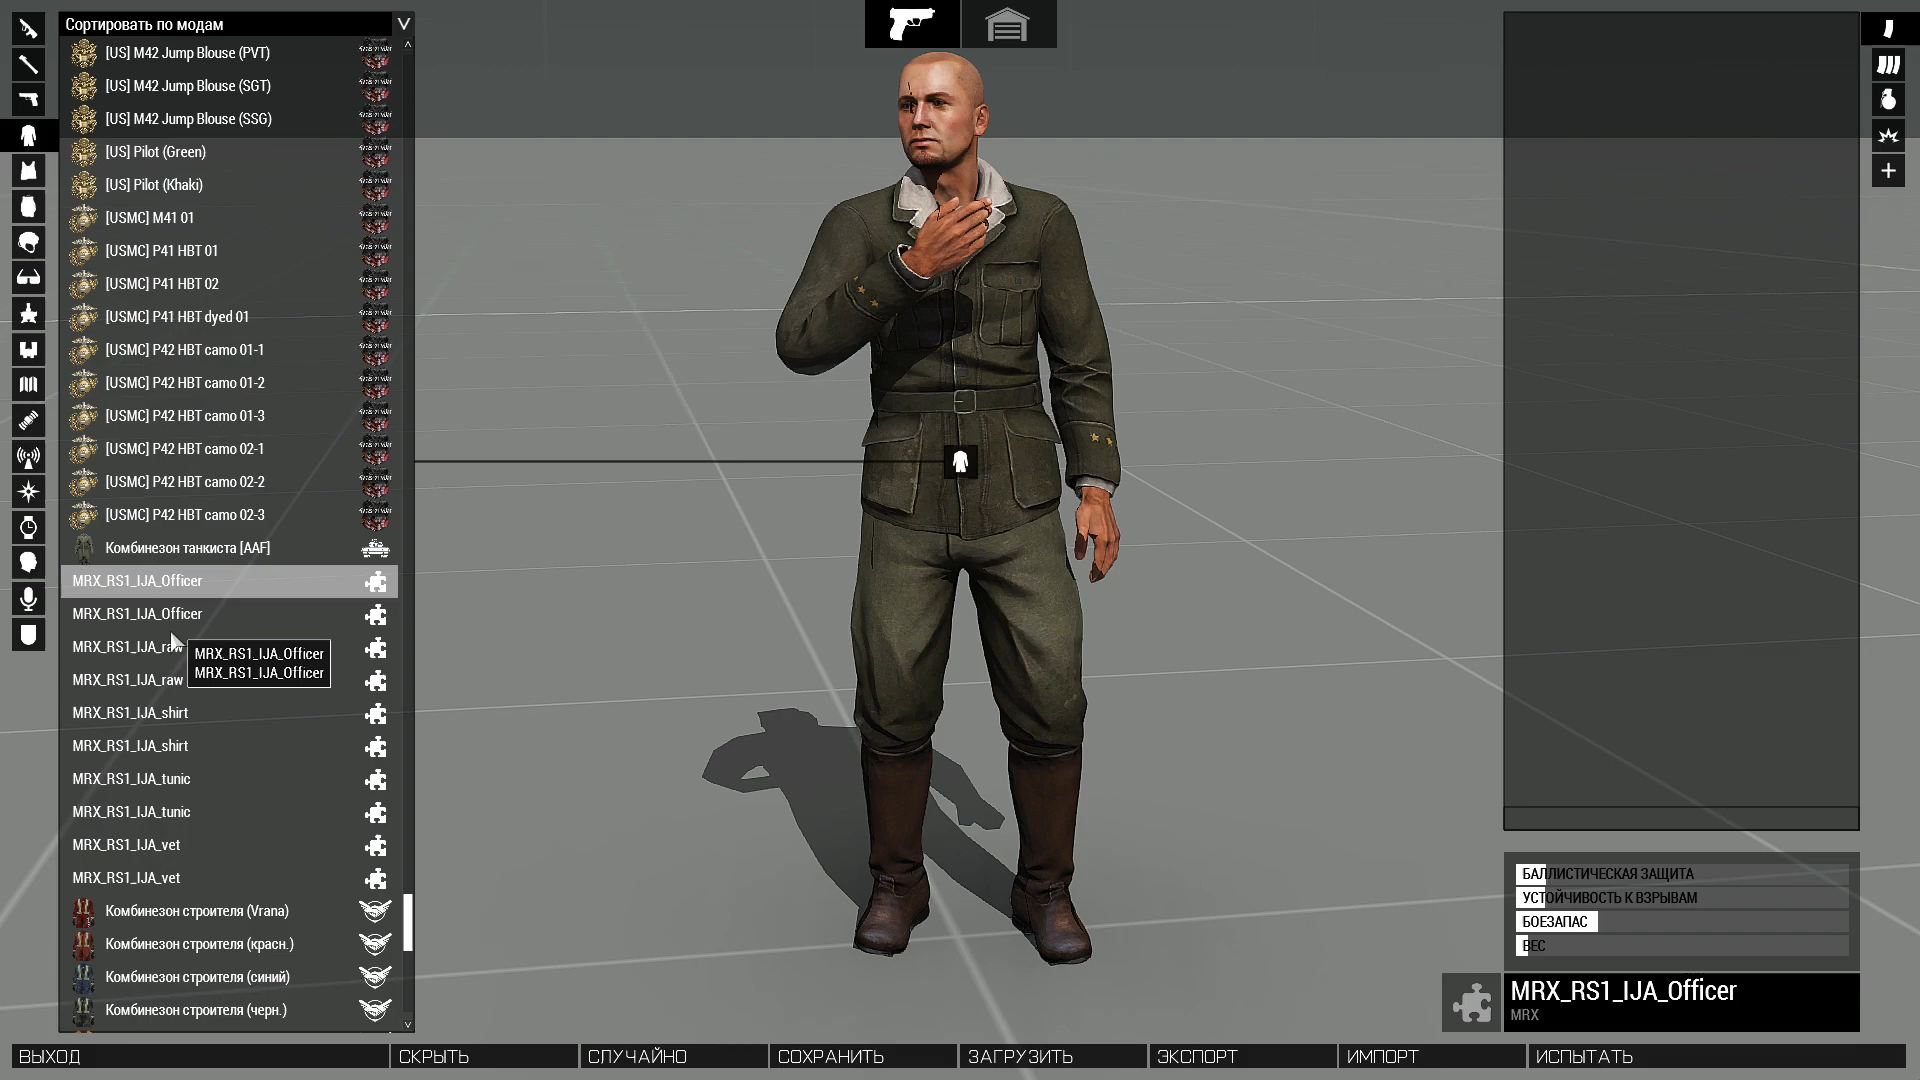 Сортировать по модам
[US] M42 Jump Blouse (PVT)
[US] M42 Jump Blouse (SGT)
[US] M42 Jump Blouse (SSG)
[US] Pilot (Green)
[US] Pilot (Khaki)
[USMC] M41 01
[USMC] P41 HBT 01
[USMC] P41 HBT 02
[USMC] P41 HBT dyed 01
[USMC] P42 HBT camo 01-1
[USMC] P42 HBT camo 01-2
[USMC] P42 HBT camo 01-3
[USMC] P42 HBT camo 02-1
[USMC] P42 HBT camo 02-2
[USMC] P42 HBT camo 02-3
Комбинезон танкиста [AAF]
MRX_RS1_IJA_Officer
MRX_RS1_IJA_Officer
MRX_RS1_IJA_raw
MRX_RS1_IJA_raw
MRX_RS1_IJA_shirt
MRX_RS1_IJA_shirt
MRX_RS1_IJA_tunic
MRX_RS1_IJA_tunic
MRX_RS1_IJA_vet
MRX_RS1_IJA_vet
Комбинезон строителя (Vrana)
Комбинезон строителя (красн.)
Комбинезон строителя (синий)
Комбинезон строителя (черн.)
MRX_RS1_IJA_Officer
MRX_RS1_IJA_Officer
БАЛЛИСТИЧЕСКАЯ ЗАЩИТА
УСТОЙЧИВОСТЬ К ВЗРЫВАМ
БОЕЗАПАС
ВЕС
MRX_RS1_IJA_Officer
MRX
ВЫХОД
СКРЫТЬ
СЛУЧАЙНО
СОХРАНИТЬ
ЗАГРУЗИТЬ
ЭКСПОРТ
ИМПОРТ
ИСПЫТАТЬ